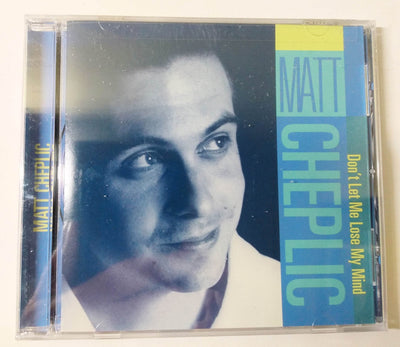 MATT CHEPLIC
MATT
CHEPLIC
Don't Let Me Lose My Mind